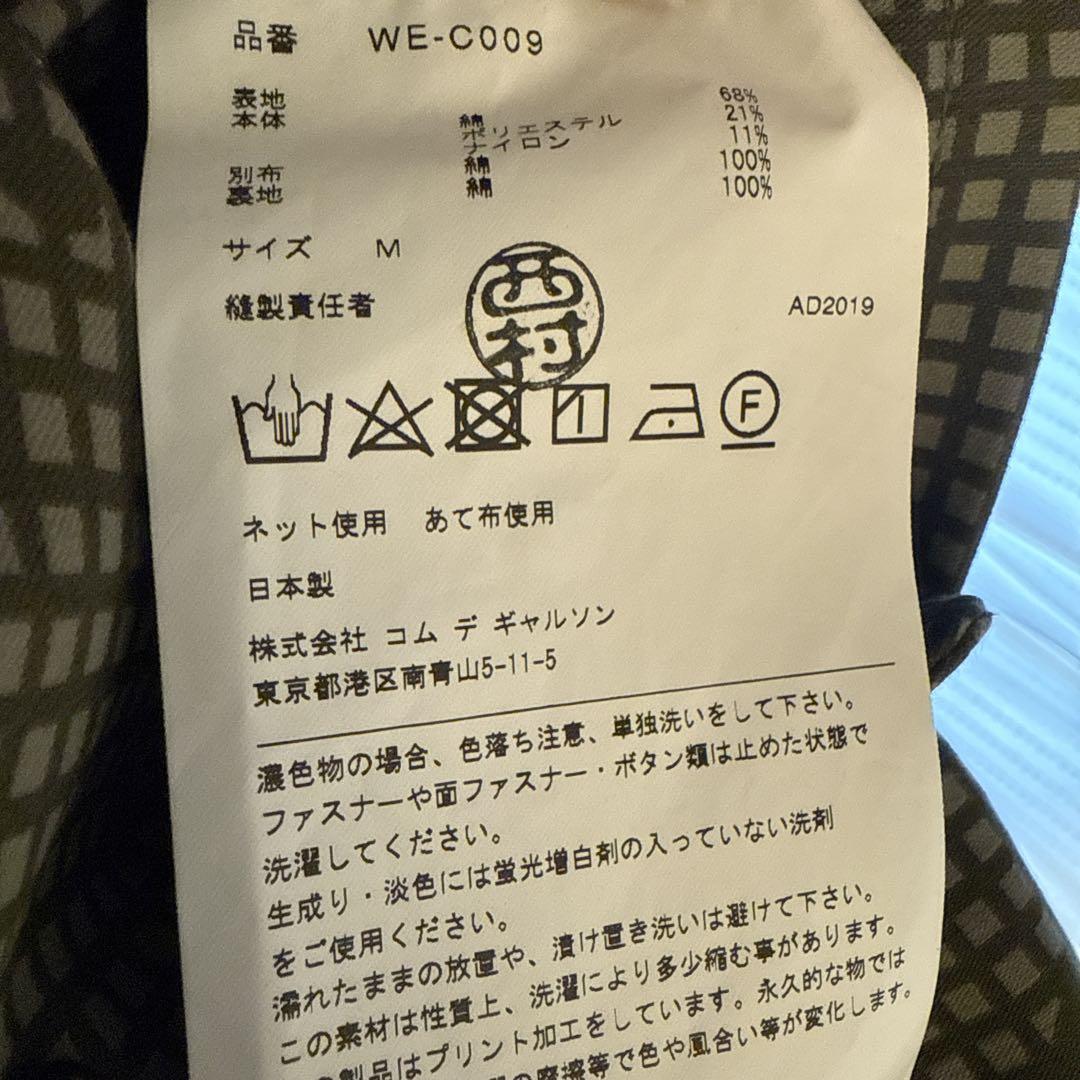 品番 WE-C009
表地 68%
本体 綿 21%
ポリエステル 11%
ナイロン
別布 綿 100%
裏地 綿 100%
サイズ M
縫製責任者 西村 AD2019
F
ネット使用 あて布使用
日本製
株式会社 コム デ ギャルソン
東京都港区南青山5-11-5
濃色物の場合、色落ち注意、単独洗いをして下さい。
ファスナーや面ファスナー・ボタン類は止めた状態で
洗濯してください。
生成り・淡色には蛍光増白剤の入っていない洗剤
をご使用ください。
濡れたままの放置や、漬け置き洗いは避けて下さい。
この素材は性質上、洗濯により多少縮む事があります。
製品はプリント加工をしています。永久的な物では
の摩擦等で色や風合い等が変化します。